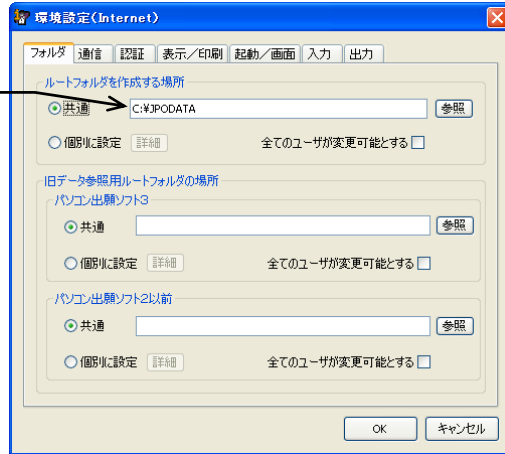 環境設定(Internet)
フォルダ 通信 認証 表示／印刷 起動／画面 入力 出力
ルートフォルダを作成する場所
共通 C:¥JPODATA 参照
個別に設定 詳細 全てのユーザが変更可能とする
旧データ参照用ルートフォルダの場所
パソコン出願ソフト3
共通 参照
個別に設定 詳細 全てのユーザが変更可能とする
パソコン出願ソフト2以前
共通 参照
個別に設定 詳細 全てのユーザが変更可能とする
OK キャンセル